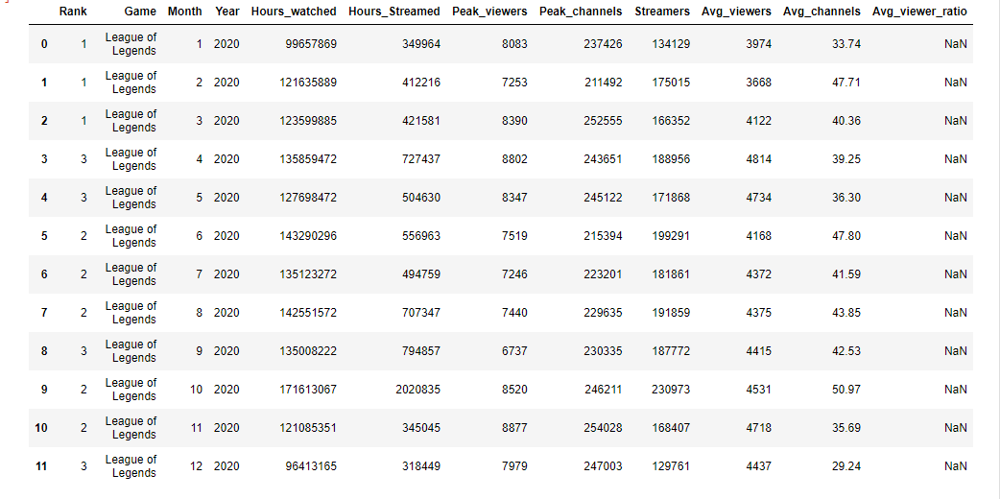 Rank Game Month Year Hours_watched Hours_Streamed Peak_viewers Peak_channels Streamers Avg_viewers Avg_channels Avg_viewer_ratio
0 1 League of Legends 1 2020 99657869 349964 8083 237426 134129 3974 33.74 NaN
1 1 League of Legends 2 2020 121635889 412216 7253 211492 175015 3668 47.71 NaN
2 1 League of Legends 3 2020 123599885 421581 8390 252555 166352 4122 40.36 NaN
3 3 League of Legends 4 2020 135859472 727437 8802 243651 188956 4814 39.25 NaN
4 3 League of Legends 5 2020 127698472 504630 8347 245122 171868 4734 36.30 NaN
5 2 League of Legends 6 2020 143290296 556963 7519 215394 199291 4168 47.80 NaN
6 2 League of Legends 7 2020 135123272 494759 7246 223201 181861 4372 41.59 NaN
7 2 League of Legends 8 2020 142551572 707347 7440 229635 191859 4375 43.85 NaN
8 3 League of Legends 9 2020 135008222 794857 6737 230335 187772 4415 42.53 NaN
9 2 League of Legends 10 2020 171613067 2020835 8520 246211 230973 4531 50.97 NaN
10 2 League of Legends 11 2020 121085351 345045 8877 254028 168407 4718 35.69 NaN
11 3 League of Legends 12 2020 96413165 318449 7979 247003 129761 4437 29.24 NaN